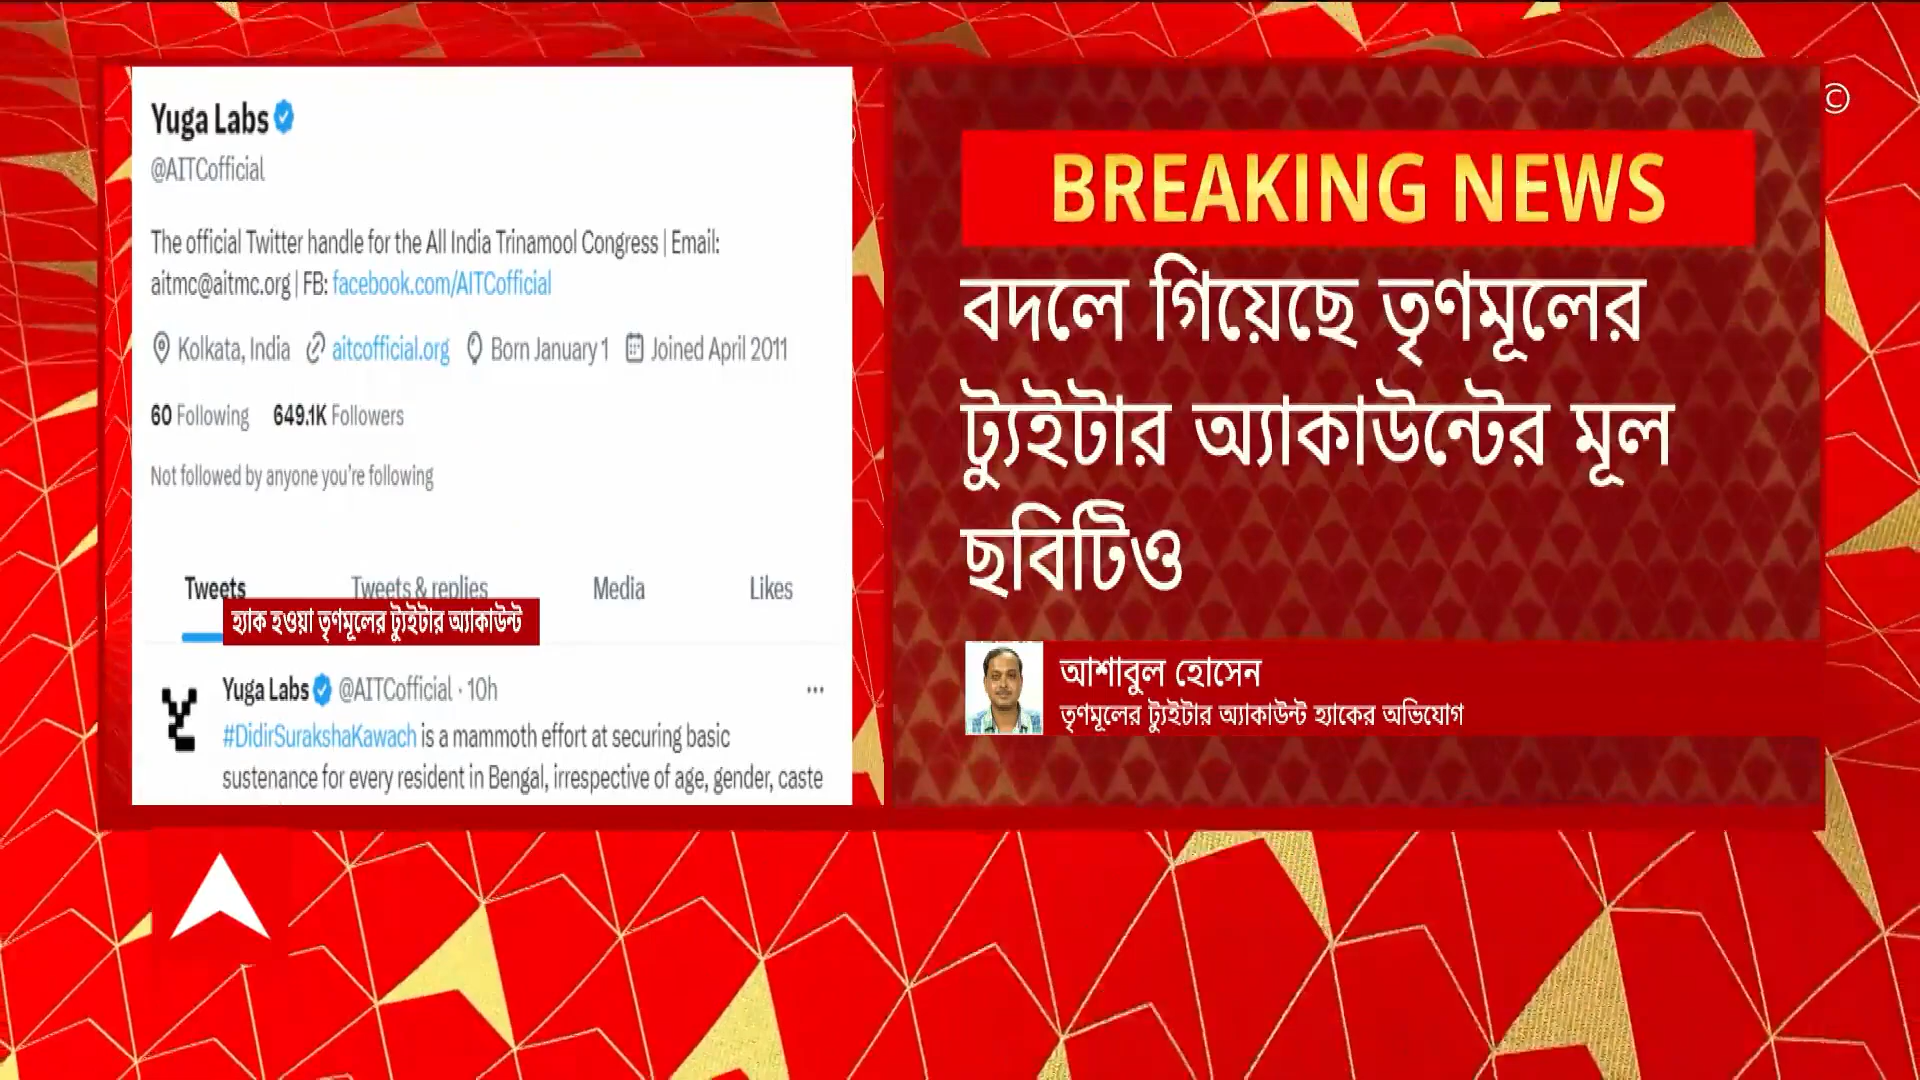 Yuga Labs
@AITCofficial
The official Twitter handle for the All India Trinamool Congress | Email:
aitmc@aitmc.org | FB: facebook.com/AITCofficial
Kolkata, India aitcofficial.org Born January 1 Joined April 2011
60 Following 649.1K Followers
Not followed by anyone you're following
Tweets Tweets & replies Media Likes
হ্যাক হওয়া তৃণমূলের ট্যুইটার অ্যাকাউন্ট
Yuga Labs @AITCofficial · 10h
#DidirSurakshaKawach is a mammoth effort at securing basic
sustenance for every resident in Bengal, irrespective of age, gender, caste
©
BREAKING NEWS
বদলে গিয়েছে তৃণমূলের
ট্যুইটার অ্যাকাউন্টের মূল
ছবিটিও
আশাবুল হোসেন
তৃণমূলের ট্যুইটার অ্যাকাউন্ট হ্যাকের অভিযোগ